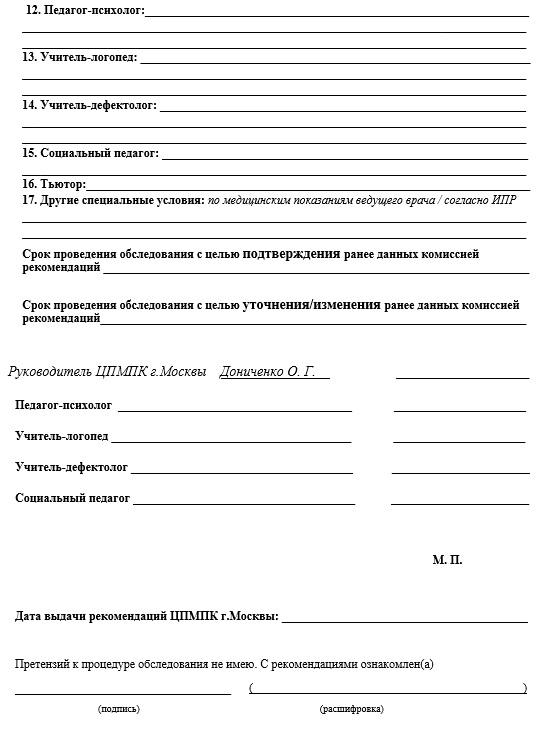 12. Педагог-психолог:
13. Учитель-логопед:
14. Учитель-дефектолог:
15. Социальный педагог:
16. Тьютор:
17. Другие специальные условия: по медицинским показаниям ведущего врача / согласно ИПР
Срок проведения обследования с целью подтверждения ранее данных комиссией
рекомендаций
Срок проведения обследования с целью уточнения/изменения ранее данных комиссией
рекомендаций
Руководитель ЦПМПК г.Москвы Дониченко О. Г.
Педагог-психолог
Учитель-логопед
Учитель-дефектолог
Социальный педагог
М. П.
Дата выдачи рекомендаций ЦПМПК г.Москвы:
Претензий к процедуре обследования не имею. С рекомендациями ознакомлен(а)
( )
(подпись) (расшифровка)